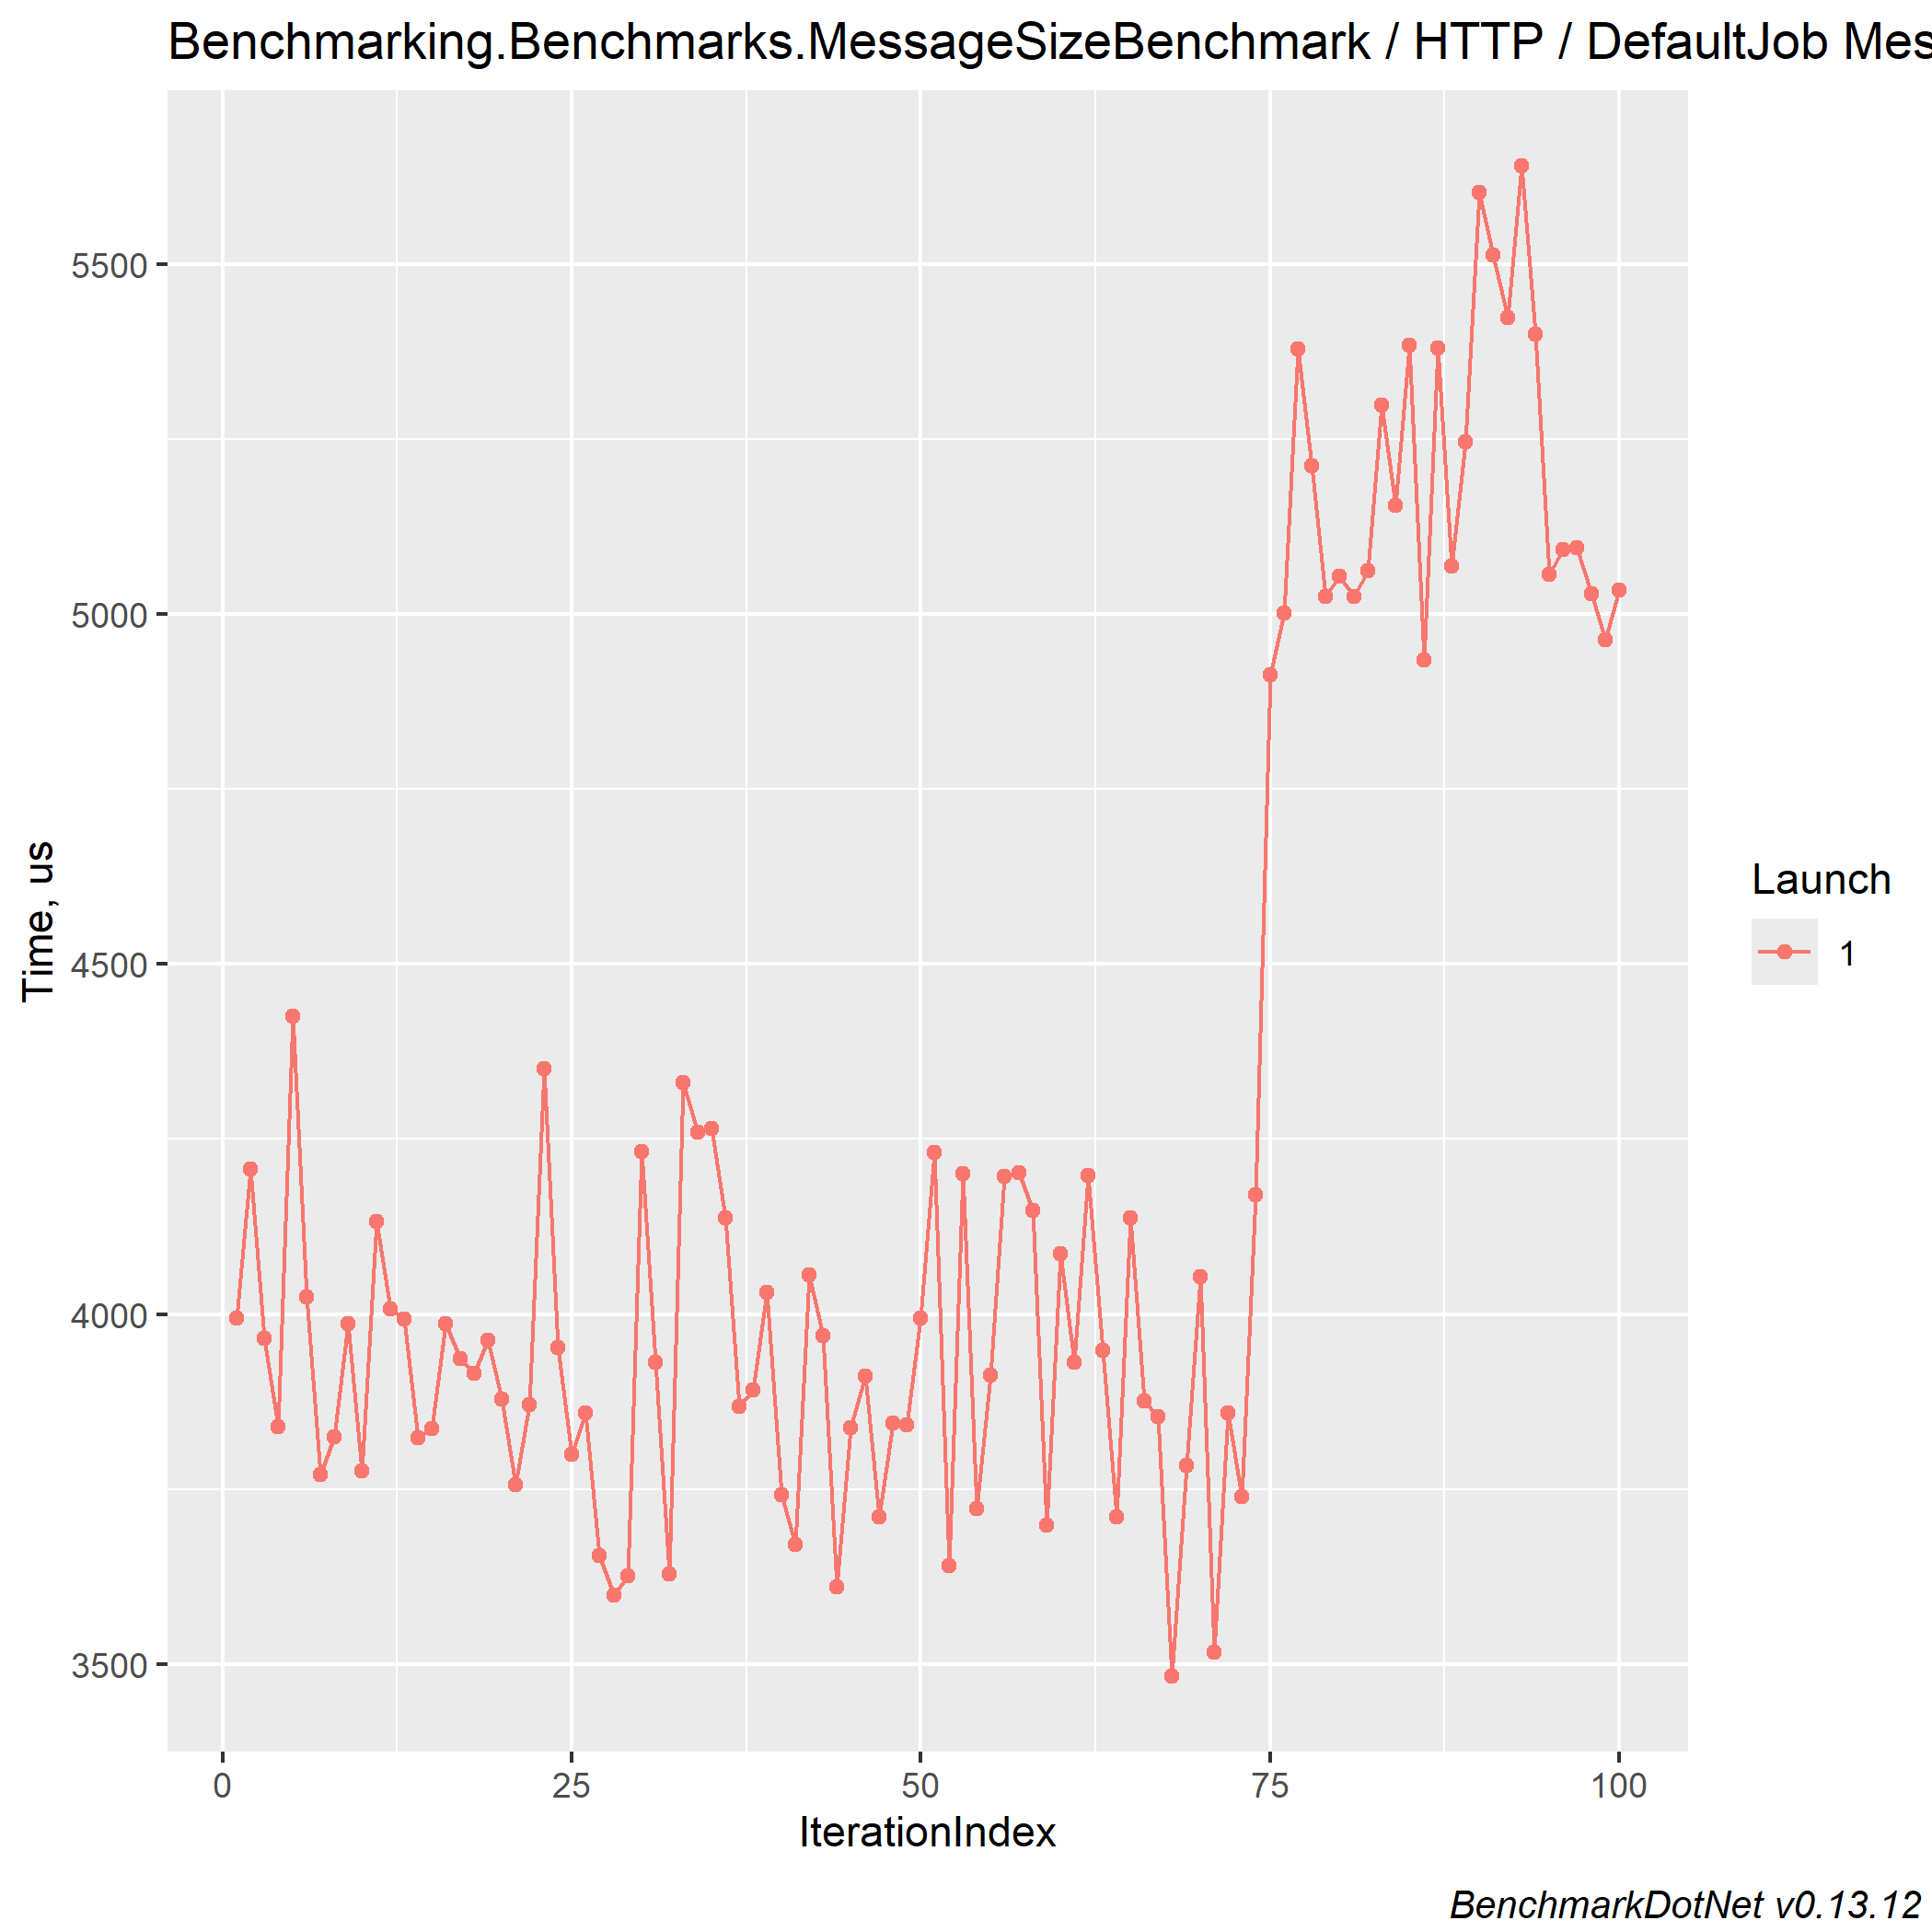 Benchmarking.Benchmarks.MessageSizeBenchmark / HTTP / DefaultJob Mes
5500
5000
4500
4000
3500
Time, us
0 25 50 75 100
IterationIndex
Launch
1
BenchmarkDotNet v0.13.12